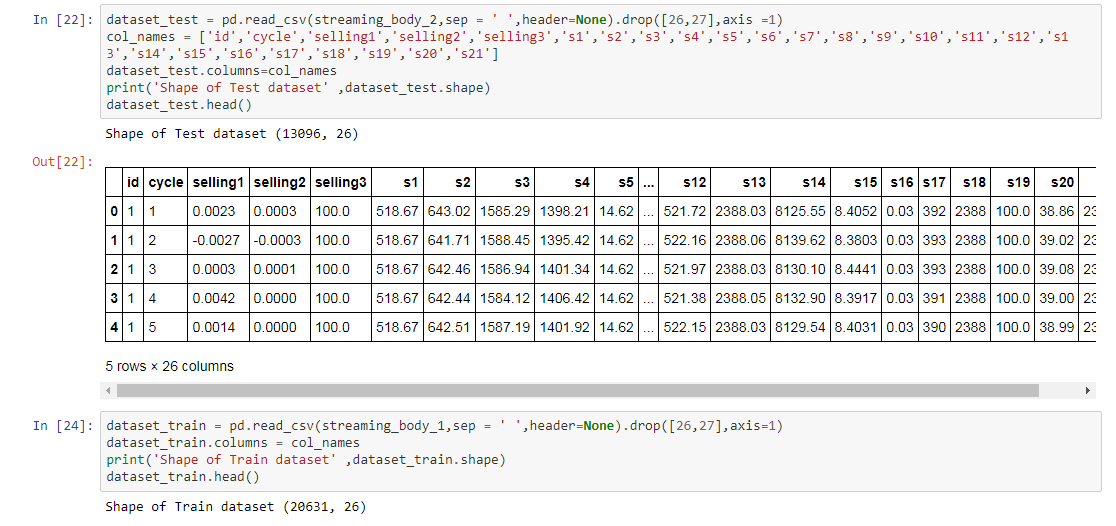 In [22]: dataset_test = pd.read_csv(streaming_body_2,sep = ' ',header=None).drop([26,27],axis =1)
col_names = ['id','cycle','selling1','selling2','selling3','s1','s2','s3','s4','s5','s6','s7','s8','s9','s10','s11','s12','s1
3','s14','s15','s16','s17','s18','s19','s20','s21']
dataset_test.columns=col_names
print('Shape of Test dataset' ,dataset_test.shape)
dataset_test.head()
Shape of Test dataset (13096, 26)
Out[22]:
id cycle selling1 selling2 selling3 s1 s2 s3 s4 s5 ... s12 s13 s14 s15 s16 s17 s18 s19 s20
0 1 1 0.0023 0.0003 100.0 518.67 643.02 1585.29 1398.21 14.62 ... 521.72 2388.03 8125.55 8.4052 0.03 392 2388 100.0 38.86 23
1 1 2 -0.0027 -0.0003 100.0 518.67 641.71 1588.45 1395.42 14.62 ... 522.16 2388.06 8139.62 8.3803 0.03 393 2388 100.0 39.02 23
2 1 3 0.0003 0.0001 100.0 518.67 642.46 1586.94 1401.34 14.62 ... 521.97 2388.03 8130.10 8.4441 0.03 393 2388 100.0 39.08 23
3 1 4 0.0042 0.0000 100.0 518.67 642.44 1584.12 1406.42 14.62 ... 521.38 2388.05 8132.90 8.3917 0.03 391 2388 100.0 39.00 23
4 1 5 0.0014 0.0000 100.0 518.67 642.51 1587.19 1401.92 14.62 ... 522.15 2388.03 8129.54 8.4031 0.03 390 2388 100.0 38.99 23
5 rows × 26 columns
In [24]: dataset_train = pd.read_csv(streaming_body_1,sep = ' ',header=None).drop([26,27],axis=1)
dataset_train.columns = col_names
print('Shape of Train dataset' ,dataset_train.shape)
dataset_train.head()
Shape of Train dataset (20631, 26)